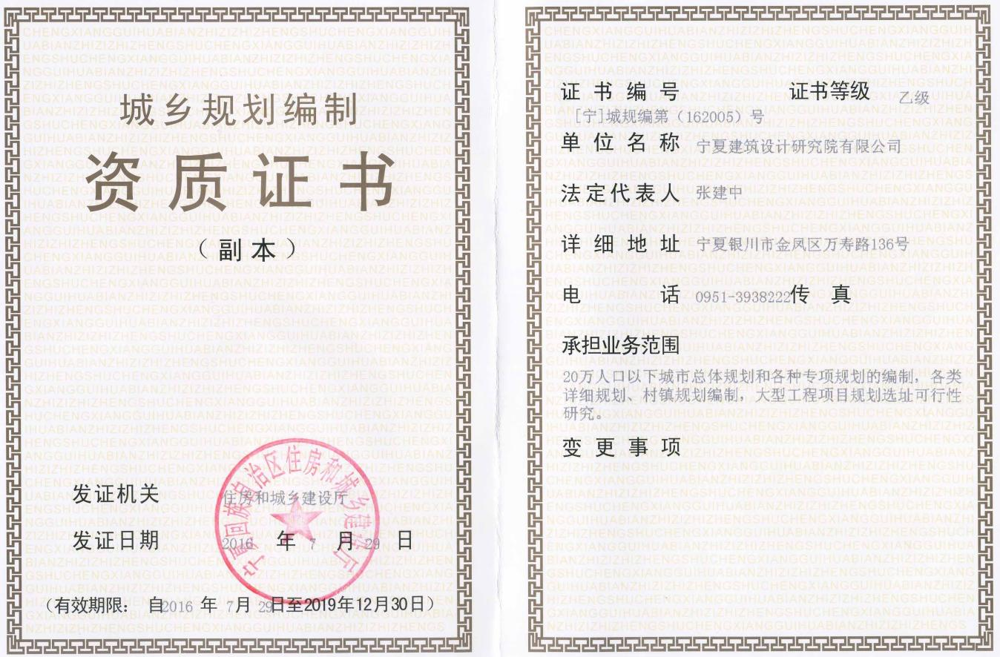 城乡规划编制
资质证书
（副本）
发证机关 住房和城乡建设厅
发证日期 2016 年 7 月 29 日
（有效期限： 自2016 年 7月 29日至2019年12月30日）
宁夏回族自治区住房和城乡建设厅
证书编号 证书等级 乙级
[宁]城规编第（162005）号
单位名称 宁夏建筑设计研究院有限公司
法定代表人 张建中
详细地址 宁夏银川市金凤区万寿路136号
电话 0951-3938222传真
承担业务范围
20万人口以下城市总体规划和各种专项规划的编制，各类
详细规划、村镇规划编制，大型工程项目规划选址可行性
研究。
变更事项